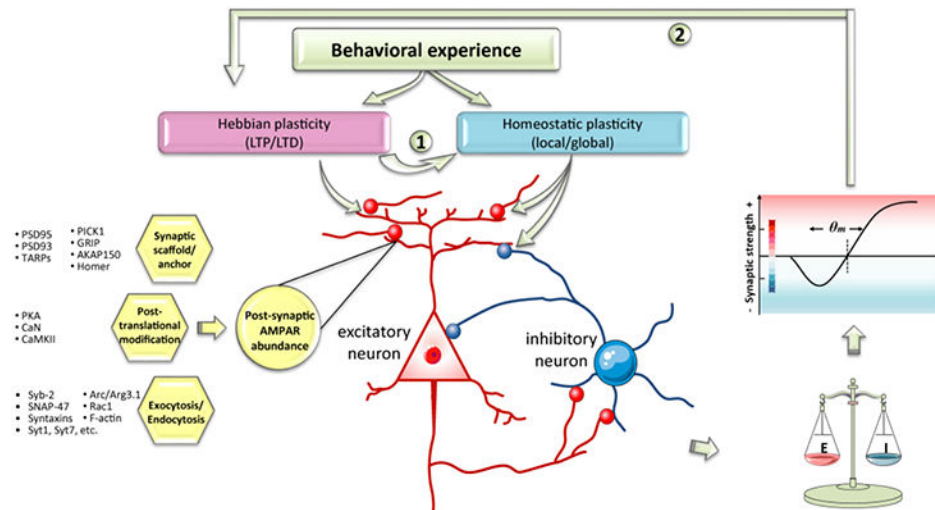 2
Behavioral experience
Hebbian plasticity
(LTP/LTD)
1
Homeostatic plasticity
(local/global)
• PSD95
• PSD93
• TARPs
• PICK1
• GRIP
• AKAP150
• Homer
Synaptic
scaffold/
anchor
• PKA
• CaN
• CaMKII
Post-
translational
modification
Post-synaptic
AMPAR
abundance
excitatory
neuron
inhibitory
neuron
▪ Syb-2
▪ SNAP-47
▪ Syntaxins
▪ Syt1, Syt7, etc.
• Arc/Arg3.1
• Rac1
• F-actin
Exocytosis/
Endocytosis
- Synaptic strength +
θm
E
I